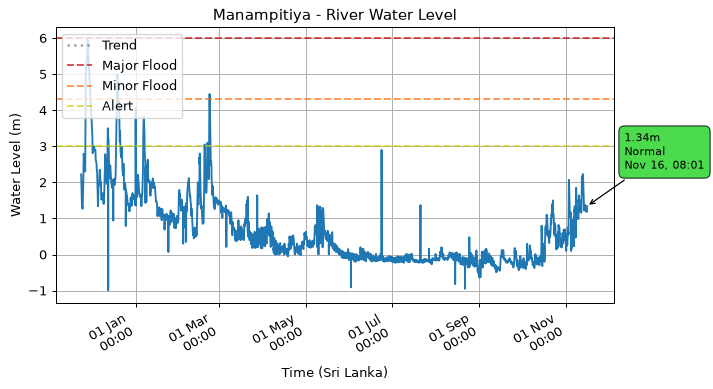 Manampitiya - River Water Level
Water Level (m)
6
5
4
3
2
1
0
−1
Trend
Major Flood
Minor Flood
Alert
1.34m
Normal
Nov 16, 08:01
01 Jan
00:00
01 Mar
00:00
01 May
00:00
01 Jul
00:00
01 Sep
00:00
01 Nov
00:00
Time (Sri Lanka)